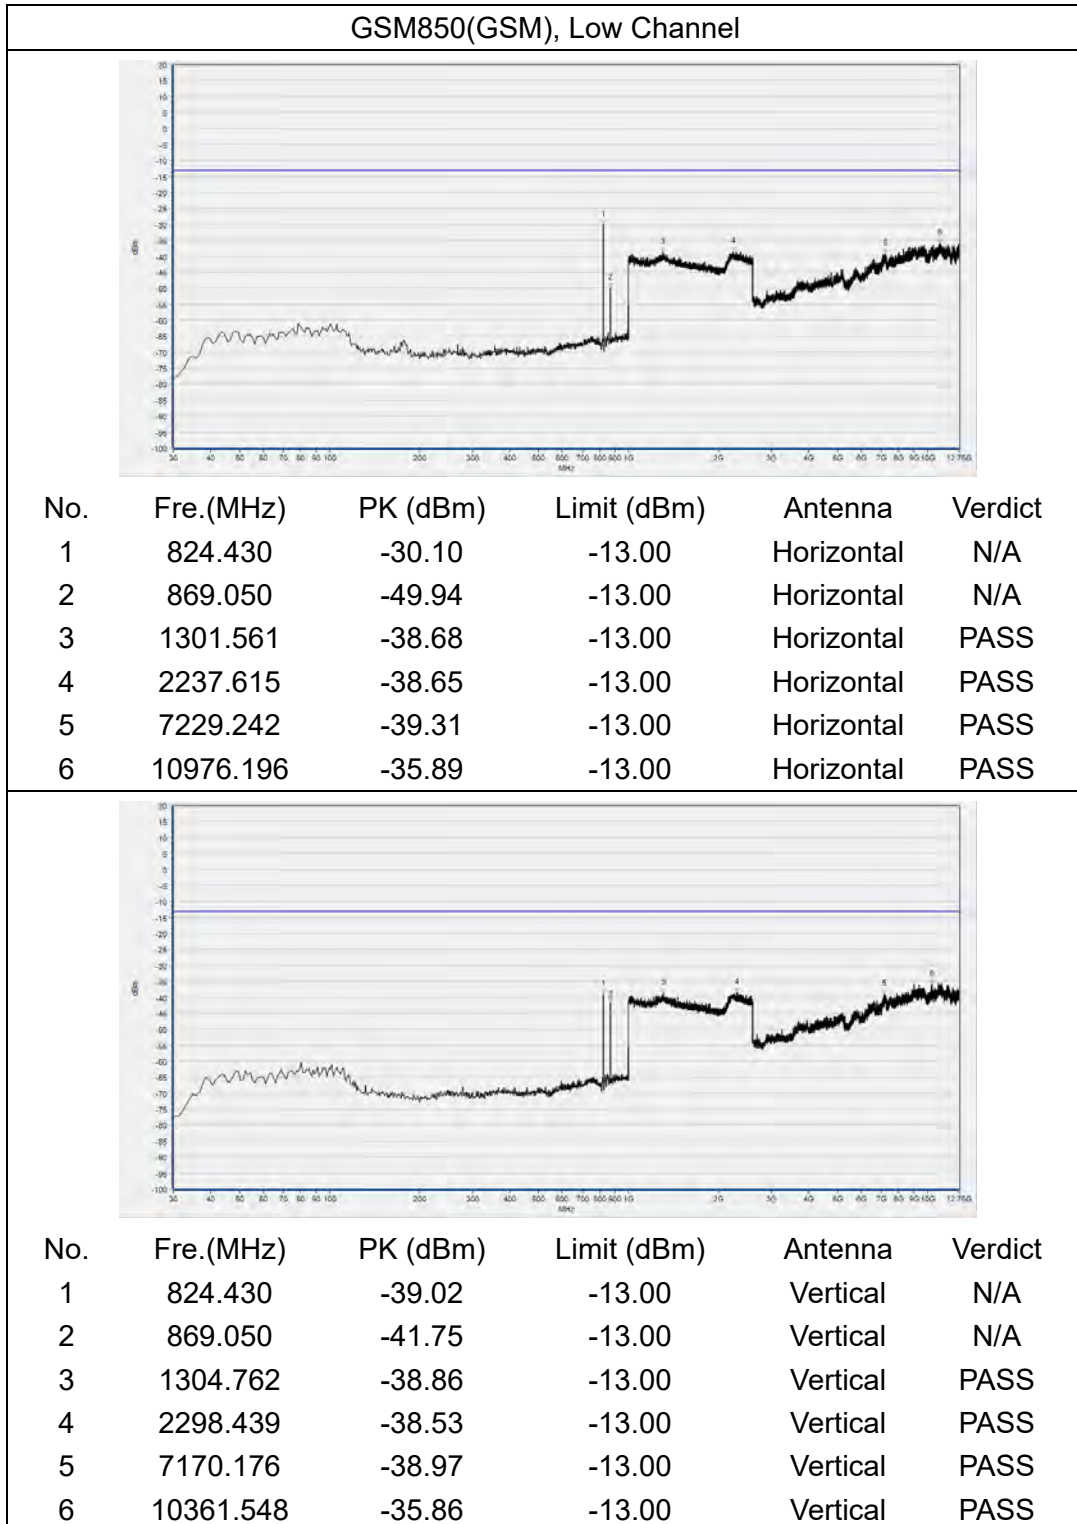 GSM850(GSM), Low Channel
dBm
MHz
No. Fre.(MHz) PK (dBm) Limit (dBm) Antenna Verdict
1 824.430 -30.10 -13.00 Horizontal N/A
2 869.050 -49.94 -13.00 Horizontal N/A
3 1301.561 -38.68 -13.00 Horizontal PASS
4 2237.615 -38.65 -13.00 Horizontal PASS
5 7229.242 -39.31 -13.00 Horizontal PASS
6 10976.196 -35.89 -13.00 Horizontal PASS
dBm
MHz
No. Fre.(MHz) PK (dBm) Limit (dBm) Antenna Verdict
1 824.430 -39.02 -13.00 Vertical N/A
2 869.050 -41.75 -13.00 Vertical N/A
3 1304.762 -38.86 -13.00 Vertical PASS
4 2298.439 -38.53 -13.00 Vertical PASS
5 7170.176 -38.97 -13.00 Vertical PASS
6 10361.548 -35.86 -13.00 Vertical PASS